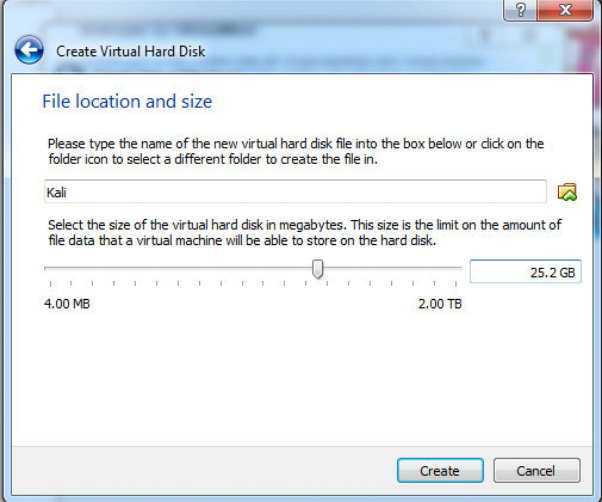 ?
X
Create Virtual Hard Disk
File location and size
Please type the name of the new virtual hard disk file into the box below or click on the
folder icon to select a different folder to create the file in.
Kali
Select the size of the virtual hard disk in megabytes. This size is the limit on the amount of
file data that a virtual machine will be able to store on the hard disk.
25.2 GB
4.00 MB
2.00 TB
Create
Cancel